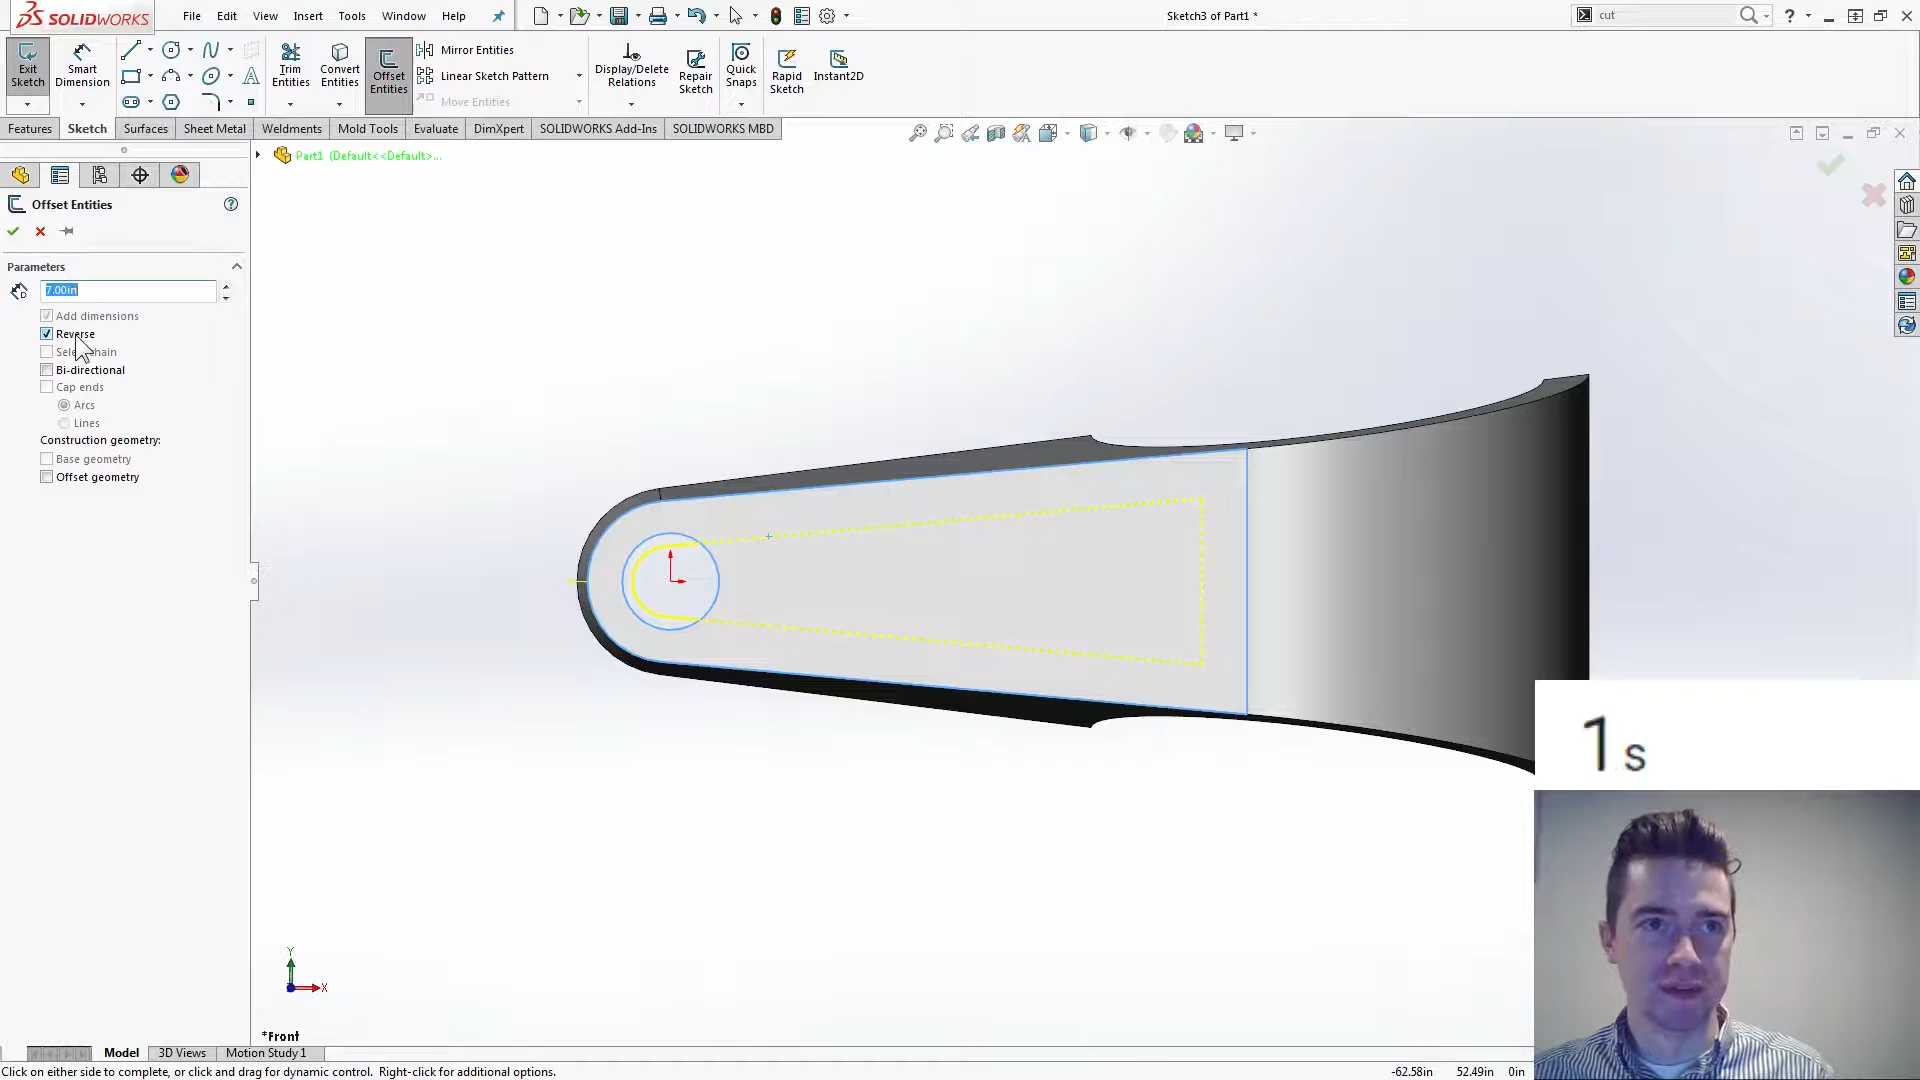 SOLIDWORKS
File Edit View Insert Tools Window Help
Sketch3 of Part1 *
cut
Exit Sketch
Smart Dimension
Trim Entities
Convert Entities
Offset Entities
Mirror Entities
Linear Sketch Pattern
Move Entities
Display/Delete Relations
Repair Sketch
Quick Snaps
Rapid Sketch
Instant2D
Features Sketch Surfaces Sheet Metal Weldments Mold Tools Evaluate DimXpert SOLIDWORKS Add-Ins SOLIDWORKS MBD
Part1 (Default<<Default>...
Offset Entities
Parameters
7.00in
Add dimensions
Reverse
Bi-directional
Cap ends
Arcs
Lines
Construction geometry:
Base geometry
Offset geometry
1 s
Y
X
*Front
Model 3D Views Motion Study 1
Click on either side to complete, or click and drag for dynamic control. Right-click for additional options.
-62.58in 52.49in 0in